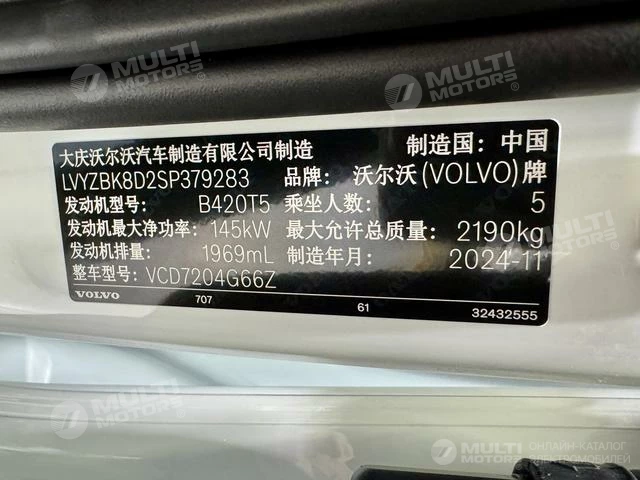 MULTI MOTORS®
MULTI MOTORS
大庆沃尔沃汽车制造有限公司制造 制造国: 中国
LVYZBK8D2SP379283 品牌: 沃尔沃(VOLVO)牌
发动机型号: B420T5 乘坐人数: 5
发动机最大净功率: 145kW 最大允许总质量: 2190kg
发动机排量: 1969mL 制造年月: 2024-11
整车型号: VCD7204G66Z
VOLVO 707 61 32432555
MULTI MOTORS
ОНЛАЙН-КАТАЛОГ
ЭЛЕКТРОМОБИЛЕЙ